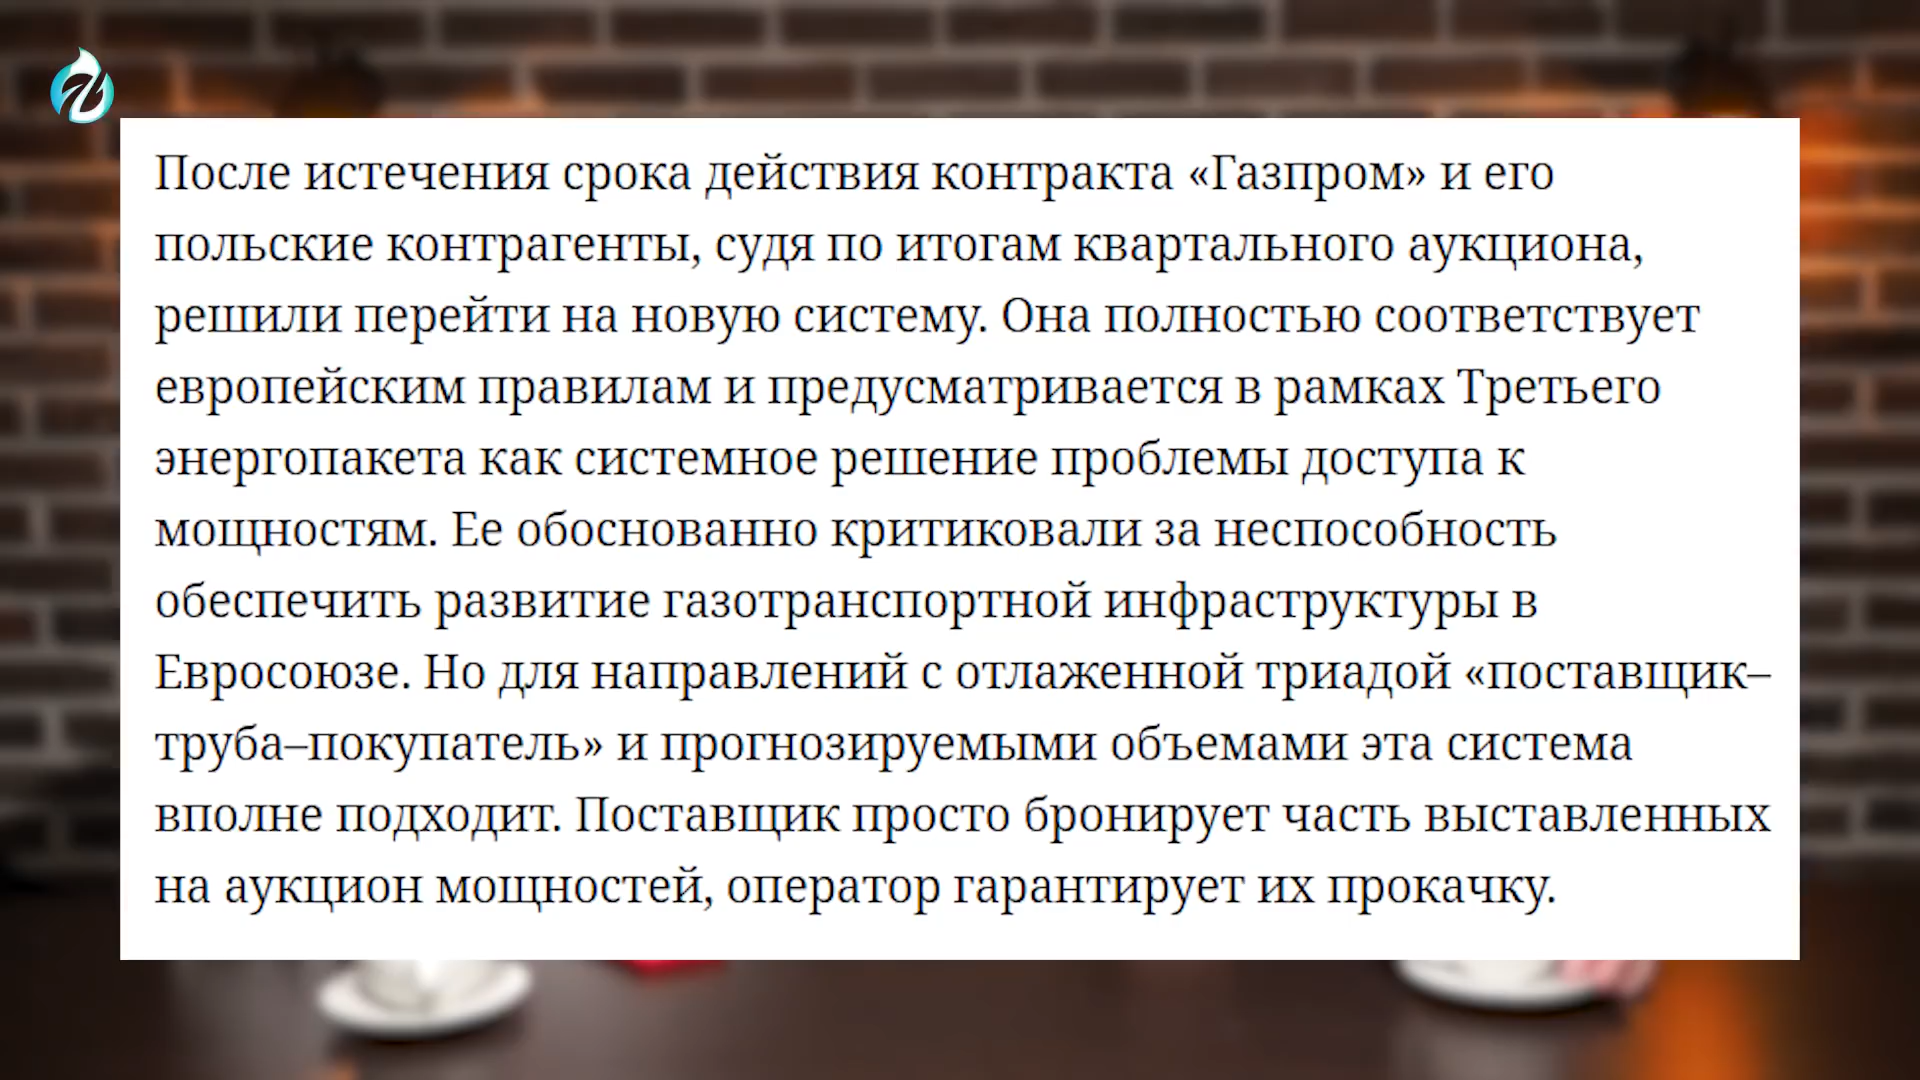 После истечения срока действия контракта «Газпром» и его
польские контрагенты, судя по итогам квартального аукциона,
решили перейти на новую систему. Она полностью соответствует
европейским правилам и предусматривается в рамках Третьего
энергопакета как системное решение проблемы доступа к
мощностям. Ее обоснованно критиковали за неспособность
обеспечить развитие газотранспортной инфраструктуры в
Евросоюзе. Но для направлений с отлаженной триадой «поставщик–
труба–покупатель» и прогнозируемыми объемами эта система
вполне подходит. Поставщик просто бронирует часть выставленных
на аукцион мощностей, оператор гарантирует их прокачку.